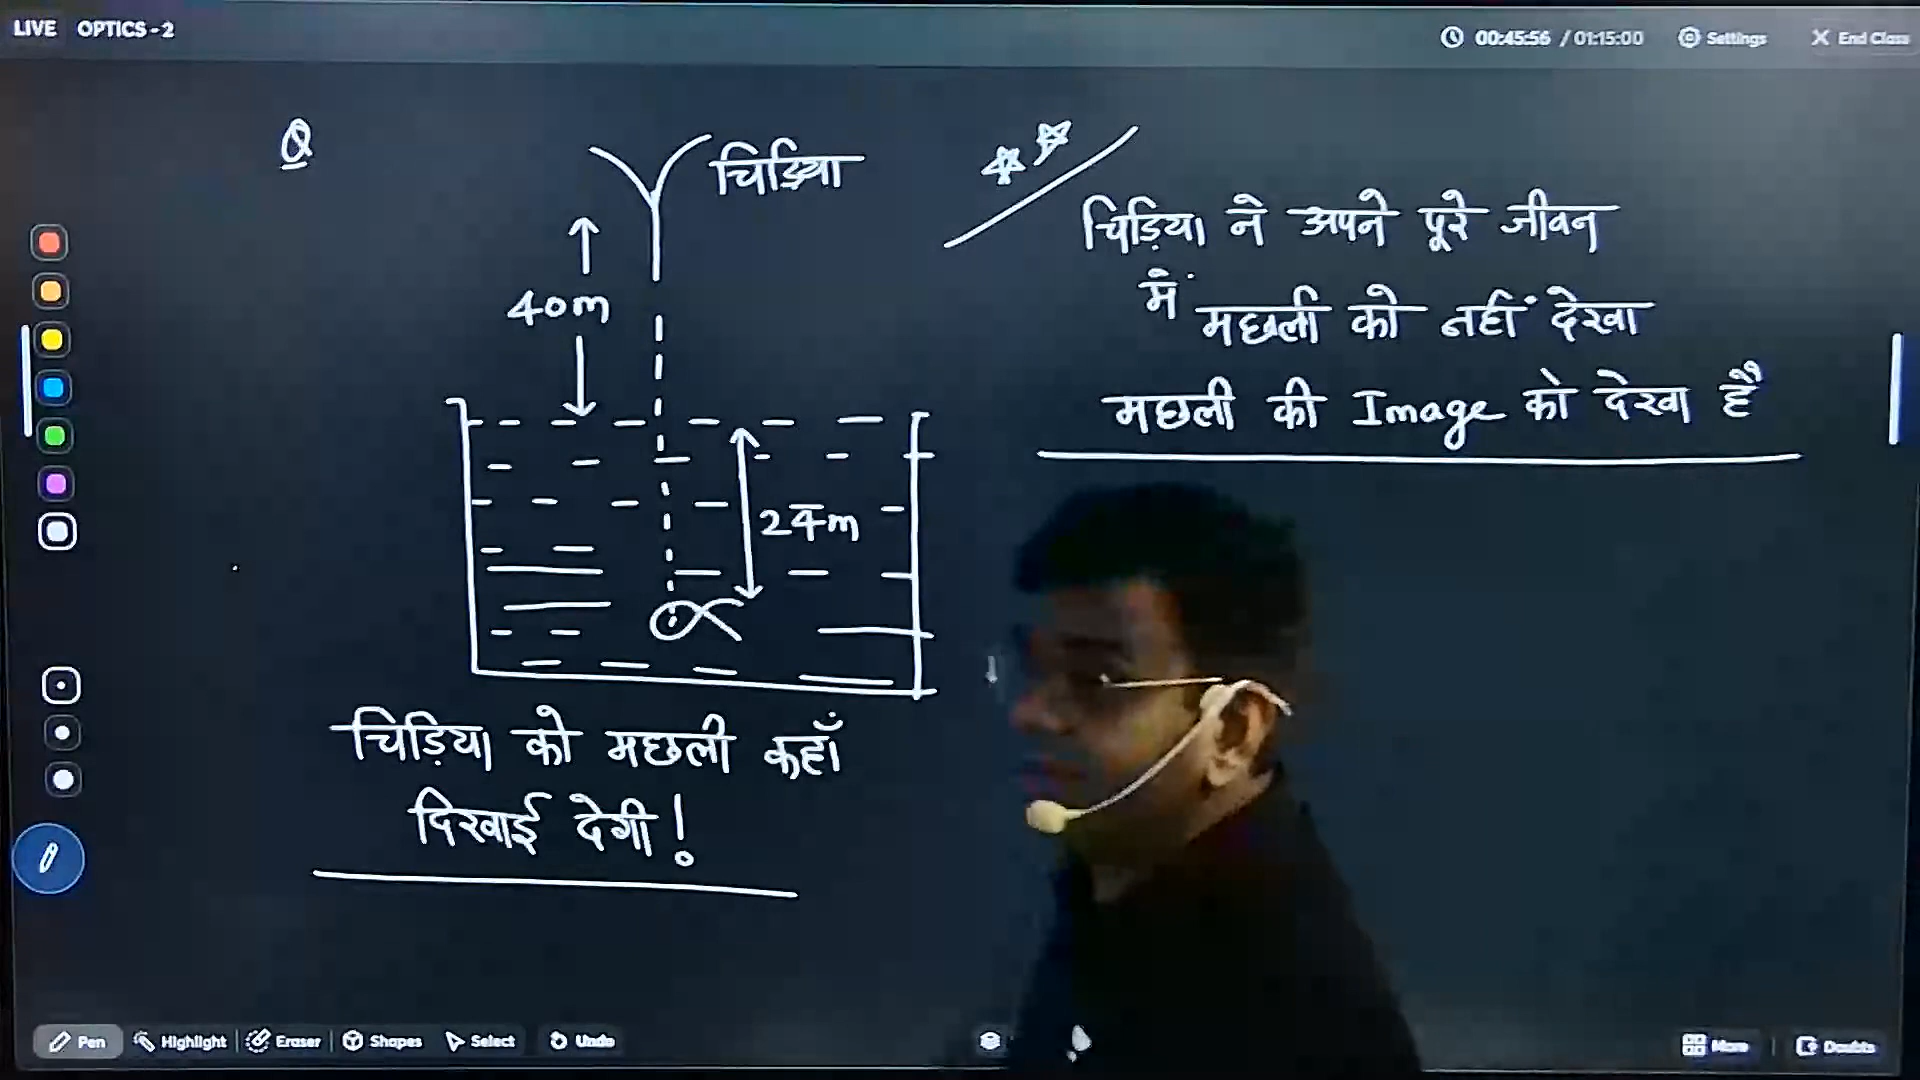 LIVE OPTICS-2
00:45:56 / 01:15:00 Settings End Class
Q
चिड़िया
40m
24m
चिड़िया को मछली कहाँ
दिखाई देगी!
चिड़िया ने अपने पूरे जीवन
में मछली को नहीं देखा
मछली की Image को देखा है
Pen Highlight Eraser Shapes Select Undo
More Doubts